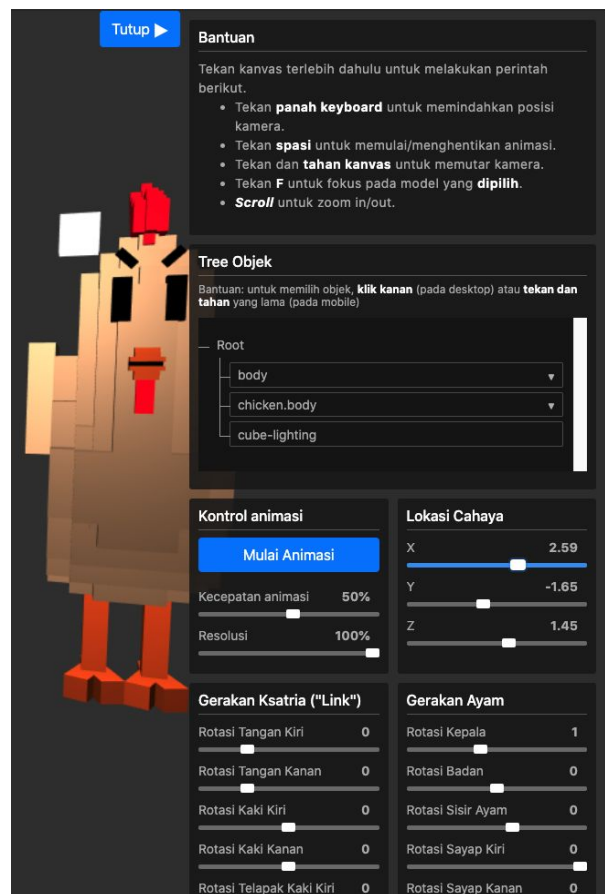 Tutup ▶
Bantuan
Tekan kanvas terlebih dahulu untuk melakukan perintah
berikut.
• Tekan panah keyboard untuk memindahkan posisi
kamera.
• Tekan spasi untuk memulai/menghentikan animasi.
• Tekan dan tahan kanvas untuk memutar kamera.
• Tekan F untuk fokus pada model yang dipilih.
• Scroll untuk zoom in/out.
Tree Objek
Bantuan: untuk memilih objek, klik kanan (pada desktop) atau tekan dan
tahan yang lama (pada mobile)
Root
body ▼
chicken.body ▼
cube-lighting
Kontrol animasi
Mulai Animasi
Kecepatan animasi 50%
Resolusi 100%
Lokasi Cahaya
X 2.59
Y -1.65
Z 1.45
Gerakan Ksatria ("Link")
Rotasi Tangan Kiri 0
Rotasi Tangan Kanan 0
Rotasi Kaki Kiri 0
Rotasi Kaki Kanan 0
Rotasi Telapak Kaki Kiri 0
Gerakan Ayam
Rotasi Kepala 1
Rotasi Badan 0
Rotasi Sisir Ayam 0
Rotasi Sayap Kiri 0
Rotasi Sayap Kanan 0